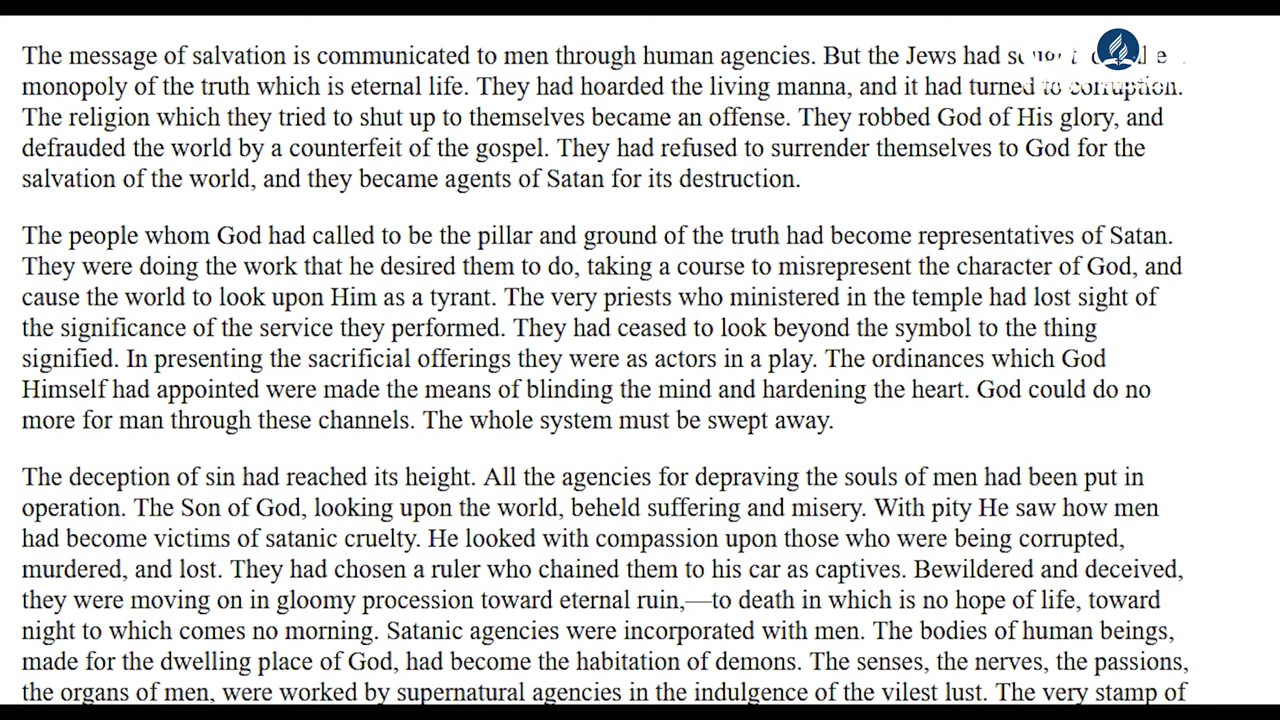 The message of salvation is communicated to men through human agencies. But the Jews had
monopoly of the truth which is eternal life. They had hoarded the living manna, and it had turned to corruption.
The religion which they tried to shut up to themselves became an offense. They robbed God of His glory, and
defrauded the world by a counterfeit of the gospel. They had refused to surrender themselves to God for the
salvation of the world, and they became agents of Satan for its destruction.
The people whom God had called to be the pillar and ground of the truth had become representatives of Satan.
They were doing the work that he desired them to do, taking a course to misrepresent the character of God, and
cause the world to look upon Him as a tyrant. The very priests who ministered in the temple had lost sight of
the significance of the service they performed. They had ceased to look beyond the symbol to the thing
signified. In presenting the sacrificial offerings they were as actors in a play. The ordinances which God
Himself had appointed were made the means of blinding the mind and hardening the heart. God could do no
more for man through these channels. The whole system must be swept away.
The deception of sin had reached its height. All the agencies for depraving the souls of men had been put in
operation. The Son of God, looking upon the world, beheld suffering and misery. With pity He saw how men
had become victims of satanic cruelty. He looked with compassion upon those who were being corrupted,
murdered, and lost. They had chosen a ruler who chained them to his car as captives. Bewildered and deceived,
they were moving on in gloomy procession toward eternal ruin,—to death in which is no hope of life, toward
night to which comes no morning. Satanic agencies were incorporated with men. The bodies of human beings,
made for the dwelling place of God, had become the habitation of demons. The senses, the nerves, the passions,
the organs of men, were worked by supernatural agencies in the indulgence of the vilest lust. The very stamp of